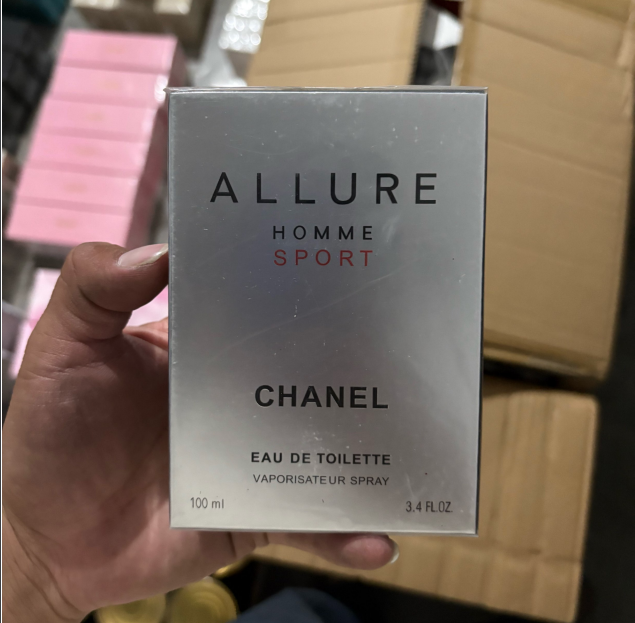 ALLURE
HOMME
SPORT
CHANEL
EAU DE TOILETTE
VAPORISATEUR SPRAY
100 ml 3.4 FL.OZ.